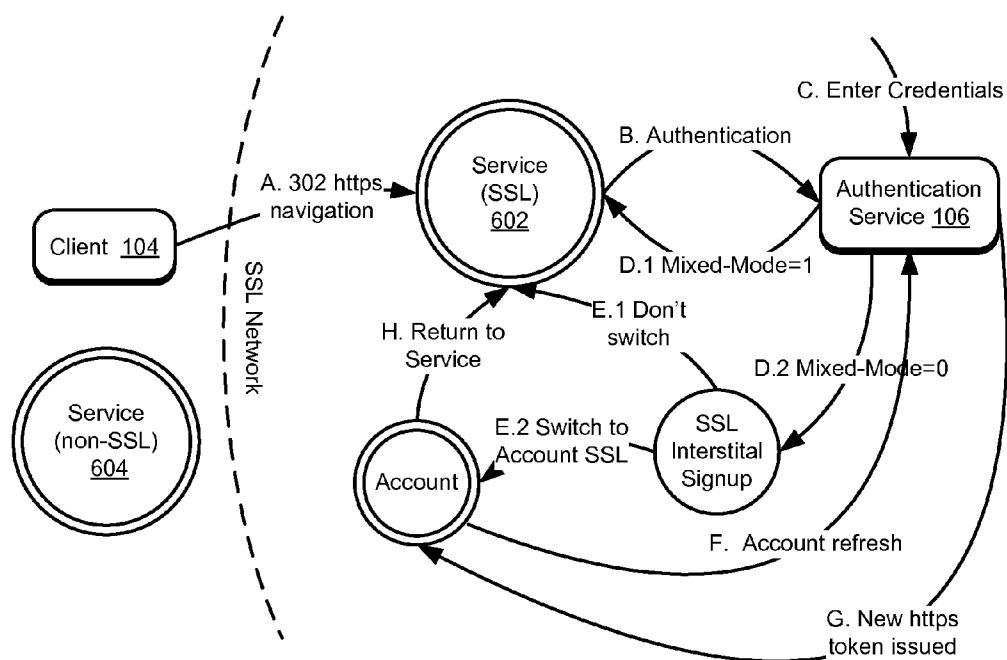 C. Enter Credentials
B. Authentication
Service
(SSL)
602
A. 302 https
navigation
Authentication
Service 106
Client 104
D.1 Mixed-Mode=1
SSL Network
E.1 Don't
switch
H. Return to
Service
D.2 Mixed-Mode=0
Service
(non-SSL)
604
E.2 Switch to
Account SSL
SSL
Interstital
Signup
Account
F. Account refresh
G. New https
token issued